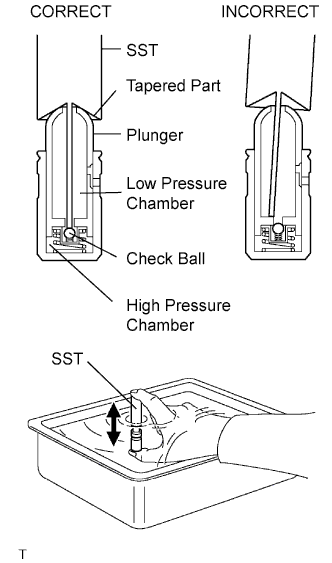 CORRECT
INCORRECT
SST
Tapered Part
Plunger
Low Pressure
Chamber
Check Ball
High Pressure
Chamber
SST
T